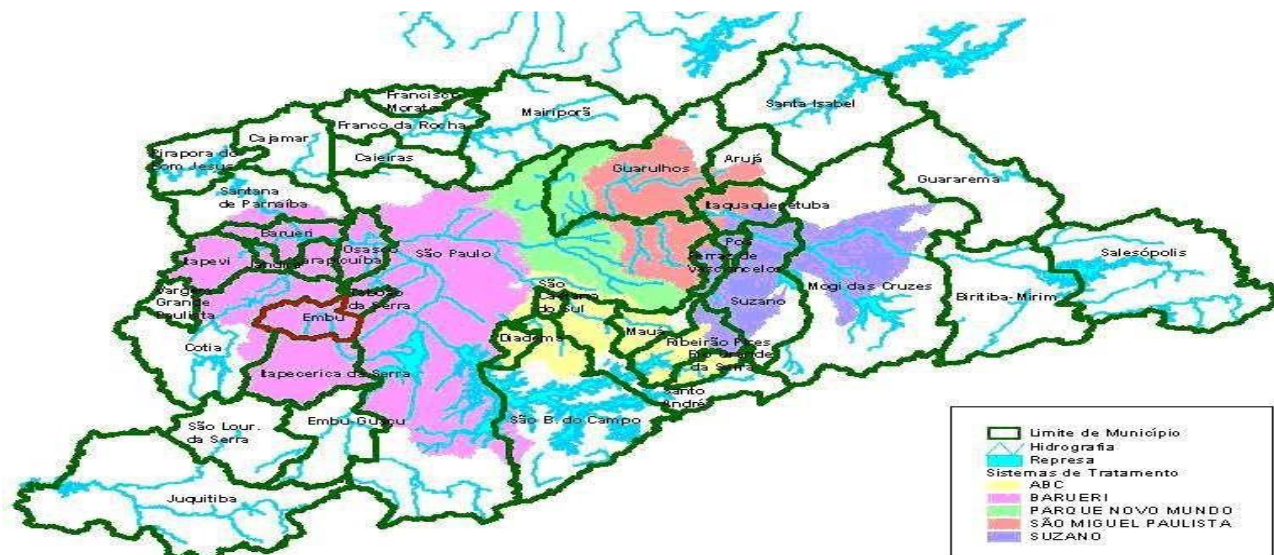 Francisco
Morato
Mairiporã
Santa Isabel
Franco da Rocha
Cajamar
Caieiras
Pirapora do
Bom Jesus
Guarulhos
Arujá
Guararema
Santana
de Parnaíba
Itaquaquecetuba
Barueri
Osasco
São Paulo
Poá
Salesópolis
Itapevi
Jandira
Carapicuíba
Ferraz de
Vasconcelos
Vargem
Grande
Paulista
Taboão
da Serra
São
Caetano
do Sul
Suzano
Mogi das Cruzes
Biritiba-Mirim
Embu
Cotia
Diadema
Mauá
Ribeirão Pires
Rio Grande
da Serra
Itapecerica da Serra
Santo
André
São Lour.
da Serra
Embu Guaçu
São B. do Campo
Juquitiba
Limite de Município
Hidrografia
Represa
Sistemas de Tratamento
ABC
BARUERI
PARQUE NOVO MUNDO
SÃO MIGUEL PAULISTA
SUZANO